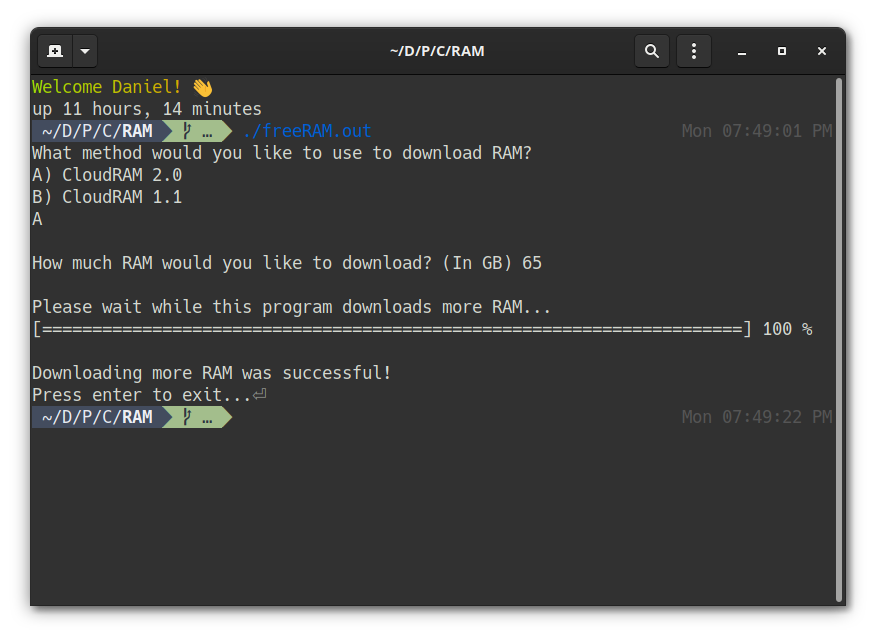 ~/D/P/C/RAM
Welcome Daniel! 👋
up 11 hours, 14 minutes
~/D/P/C/RAM … ./freeRAM.out Mon 07:49:01 PM
What method would you like to use to download RAM?
A) CloudRAM 2.0
B) CloudRAM 1.1
A
How much RAM would you like to download? (In GB) 65
Please wait while this program downloads more RAM...
[======================================================================] 100 %
Downloading more RAM was successful!
Press enter to exit...⏎
~/D/P/C/RAM … Mon 07:49:22 PM